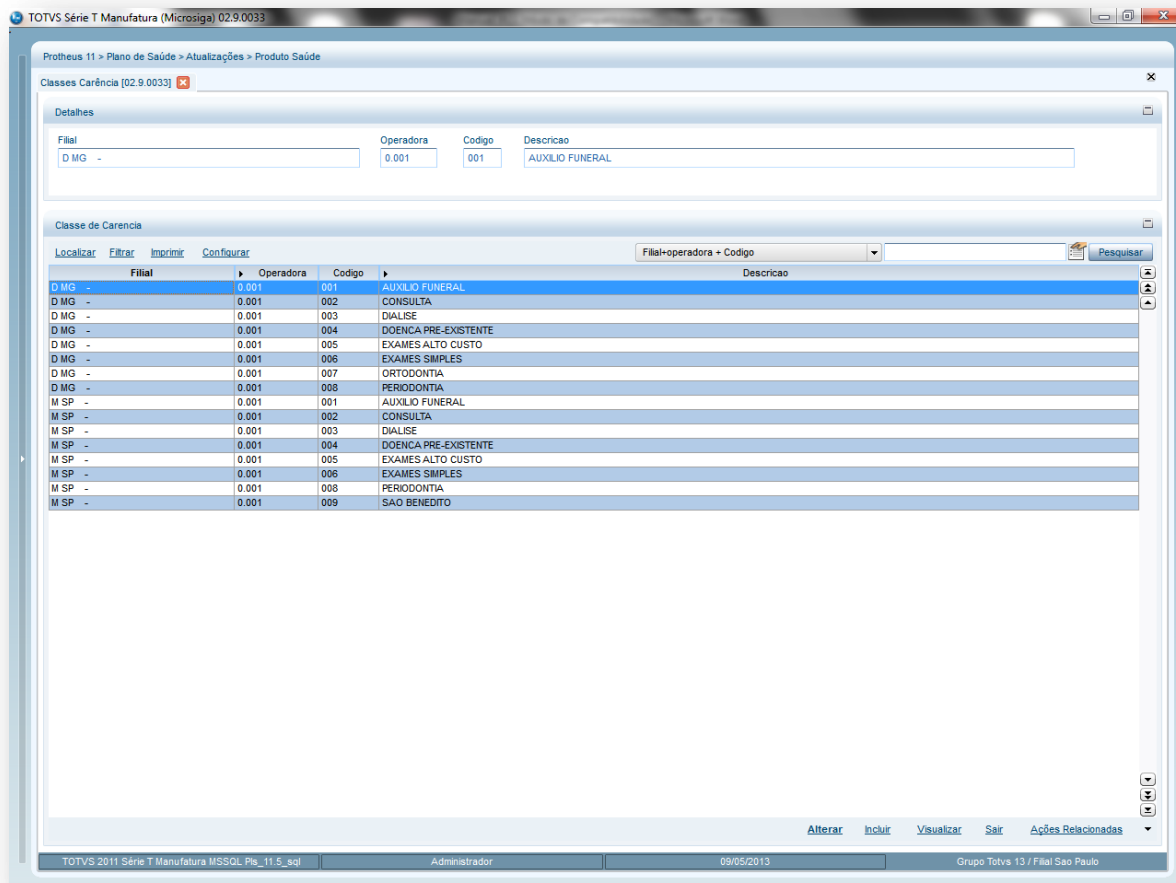 TOTVS Série T Manufatura (Microsiga) 02.9.0033
Protheus 11 > Plano de Saúde > Atualizações > Produto Saúde
Classes Carência [02.9.0033]
Detalhes
Filial Operadora Codigo Descricao
D MG - 0.001 001 AUXILIO FUNERAL
Classe de Carencia
Localizar Filtrar Imprimir Configurar Filial+operadora + Codigo Pesquisar
Filial Operadora Codigo Descricao
D MG - 0.001 001 AUXILIO FUNERAL
D MG - 0.001 002 CONSULTA
D MG - 0.001 003 DIALISE
D MG - 0.001 004 DOENCA PRE-EXISTENTE
D MG - 0.001 005 EXAMES ALTO CUSTO
D MG - 0.001 006 EXAMES SIMPLES
D MG - 0.001 007 ORTODONTIA
D MG - 0.001 008 PERIODONTIA
M SP - 0.001 001 AUXILIO FUNERAL
M SP - 0.001 002 CONSULTA
M SP - 0.001 003 DIALISE
M SP - 0.001 004 DOENCA PRE-EXISTENTE
M SP - 0.001 005 EXAMES ALTO CUSTO
M SP - 0.001 006 EXAMES SIMPLES
M SP - 0.001 008 PERIODONTIA
M SP - 0.001 009 SAO BENEDITO
Alterar Incluir Visualizar Sair Ações Relacionadas
TOTVS 2011 Série T Manufatura MSSQL Pls_11.5_sql Administrador 09/05/2013 Grupo Totvs 13 / Filial Sao Paulo